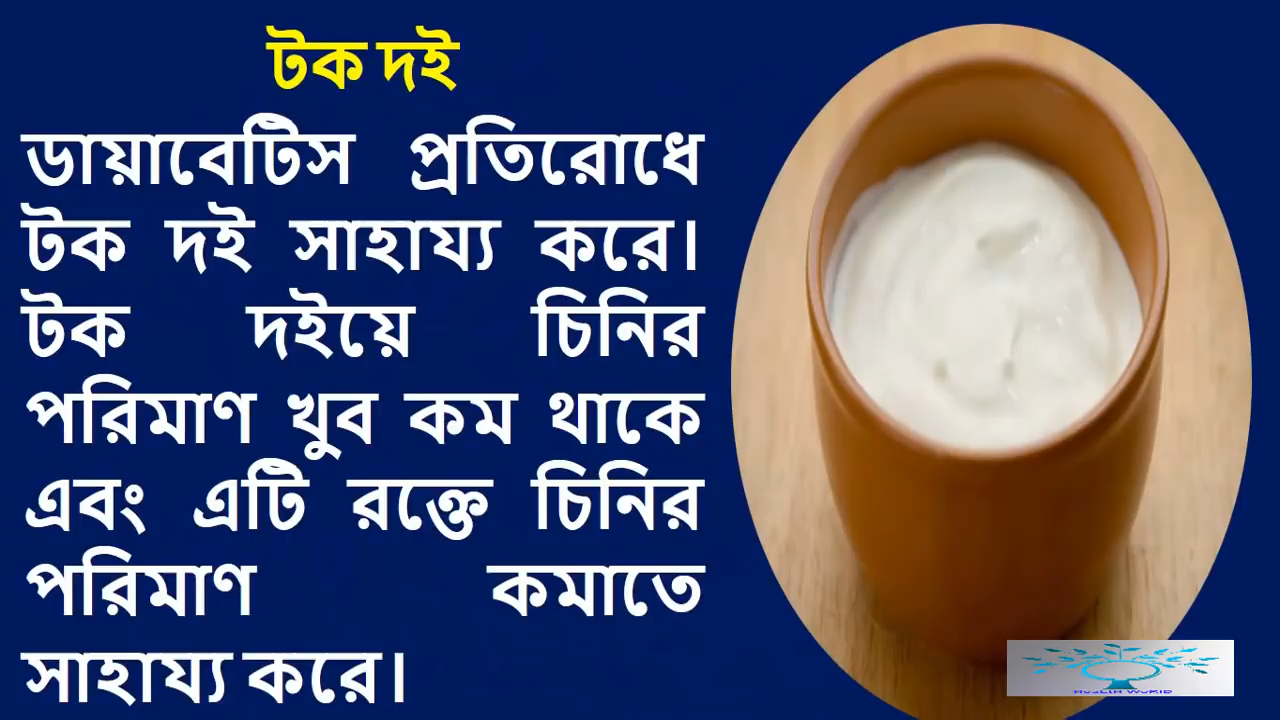 টক দই
ডায়াবেটিস প্রতিরোধে
টক দই সাহায্য করে।
টক দইয়ে চিনির
পরিমাণ খুব কম থাকে
এবং এটি রক্তে চিনির
পরিমাণ কমাতে
সাহায্য করে।